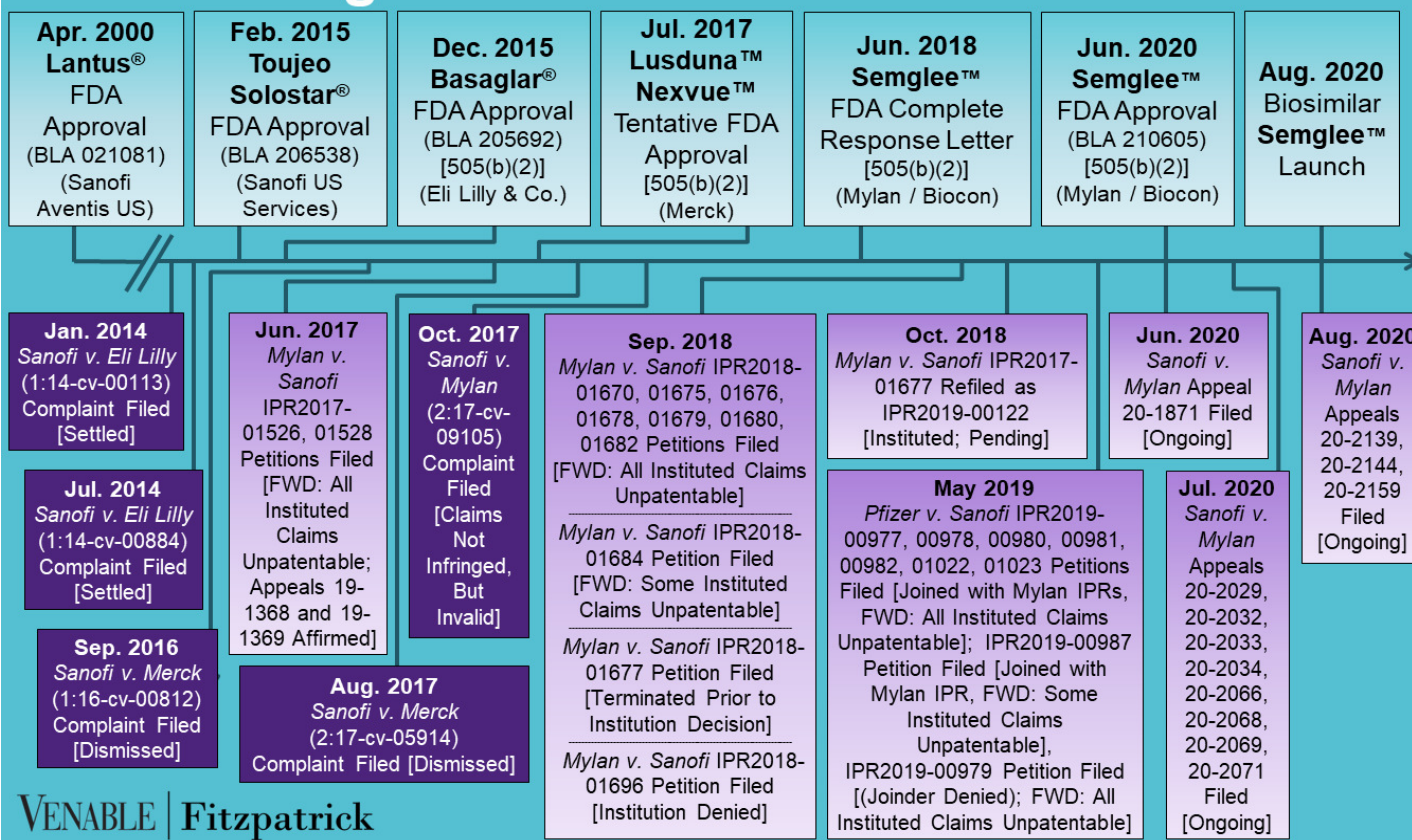 Apr. 2000
Lantus®
FDA
Approval
(BLA 021081)
(Sanofi
Aventis US)
Feb. 2015
Toujeo
Solostar®
FDA Approval
(BLA 206538)
(Sanofi US
Services)
Dec. 2015
Basaglar®
FDA Approval
(BLA 205692)
[505(b)(2)]
(Eli Lilly & Co.)
Jul. 2017
Lusduna™
Nexvue™
Tentative FDA
Approval
[505(b)(2)]
(Merck)
Jun. 2018
Semglee™
FDA Complete
Response Letter
[505(b)(2)]
(Mylan / Biocon)
Jun. 2020
Semglee™
FDA Approval
(BLA 210605)
[505(b)(2)]
(Mylan / Biocon)
Aug. 2020
Biosimilar
Semglee™
Launch
Jan. 2014
Sanofi v. Eli Lilly
(1:14-cv-00113)
Complaint Filed
[Settled]
Jul. 2014
Sanofi v. Eli Lilly
(1:14-cv-00884)
Complaint Filed
[Settled]
Sep. 2016
Sanofi v. Merck
(1:16-cv-00812)
Complaint Filed
[Dismissed]
Jun. 2017
Mylan v.
Sanofi
IPR2017-
01526, 01528
Petitions Filed
[FWD: All
Instituted
Claims
Unpatentable;
Appeals 19-
1368 and 19-
1369 Affirmed]
Aug. 2017
Sanofi v. Merck
(2:17-cv-05914)
Complaint Filed [Dismissed]
Oct. 2017
Sanofi v.
Mylan
(2:17-cv-
09105)
Complaint
Filed
[Claims
Not
Infringed,
But
Invalid]
Sep. 2018
Mylan v. Sanofi IPR2018-
01670, 01675, 01676,
01678, 01679, 01680,
01682 Petitions Filed
[FWD: All Instituted Claims
Unpatentable]
Mylan v. Sanofi IPR2018-
01684 Petition Filed
[FWD: Some Instituted
Claims Unpatentable]
Mylan v. Sanofi IPR2018-
01677 Petition Filed
[Terminated Prior to
Institution Decision]
Mylan v. Sanofi IPR2018-
01696 Petition Filed
[Institution Denied]
Oct. 2018
Mylan v. Sanofi IPR2017-
01677 Refiled as
IPR2019-00122
[Instituted; Pending]
May 2019
Pfizer v. Sanofi IPR2019-
00977, 00978, 00980, 00981,
00982, 01022, 01023 Petitions
Filed [Joined with Mylan IPRs,
FWD: All Instituted Claims
Unpatentable]; IPR2019-00987
Petition Filed [Joined with
Mylan IPR, FWD: Some
Instituted Claims
Unpatentable],
IPR2019-00979 Petition Filed
[(Joinder Denied); FWD: All
Instituted Claims Unpatentable]
Jun. 2020
Sanofi v.
Mylan Appeal
20-1871 Filed
[Ongoing]
Jul. 2020
Sanofi v.
Mylan
Appeals
20-2029,
20-2032,
20-2033,
20-2034,
20-2066,
20-2068,
20-2069,
20-2071
Filed
[Ongoing]
Aug. 2020
Sanofi v.
Mylan
Appeals
20-2139,
20-2144,
20-2159
Filed
[Ongoing]
VENABLE | Fitzpatrick